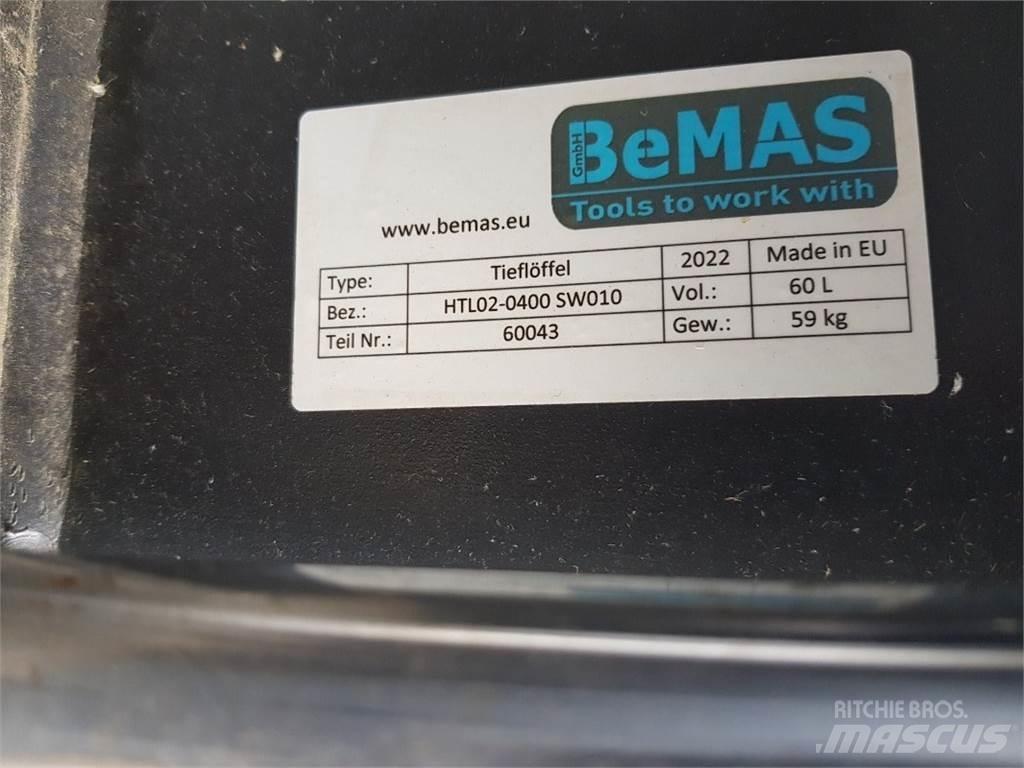 GmbH
BeMAS
Tools to work with
www.bemas.eu
Type: Tieflöffel 2022 Made in EU
Bez.: HTL02-0400 SW010 Vol.: 60 L
Teil Nr.: 60043 Gew.: 59 kg
RITCHIE BROS.
MASCUS